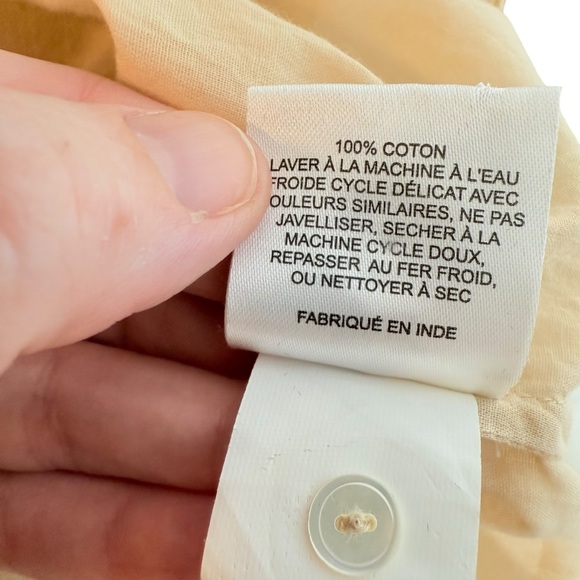 100% COTON
LAVER À LA MACHINE À L'EAU
FROIDE CYCLE DÉLICAT AVEC
OULEURS SIMILAIRES, NE PAS
JAVELLISER, SECHER À LA
MACHINE CYCLE DOUX,
REPASSER AU FER FROID,
OU NETTOYER À SEC
FABRIQUÉ EN INDE